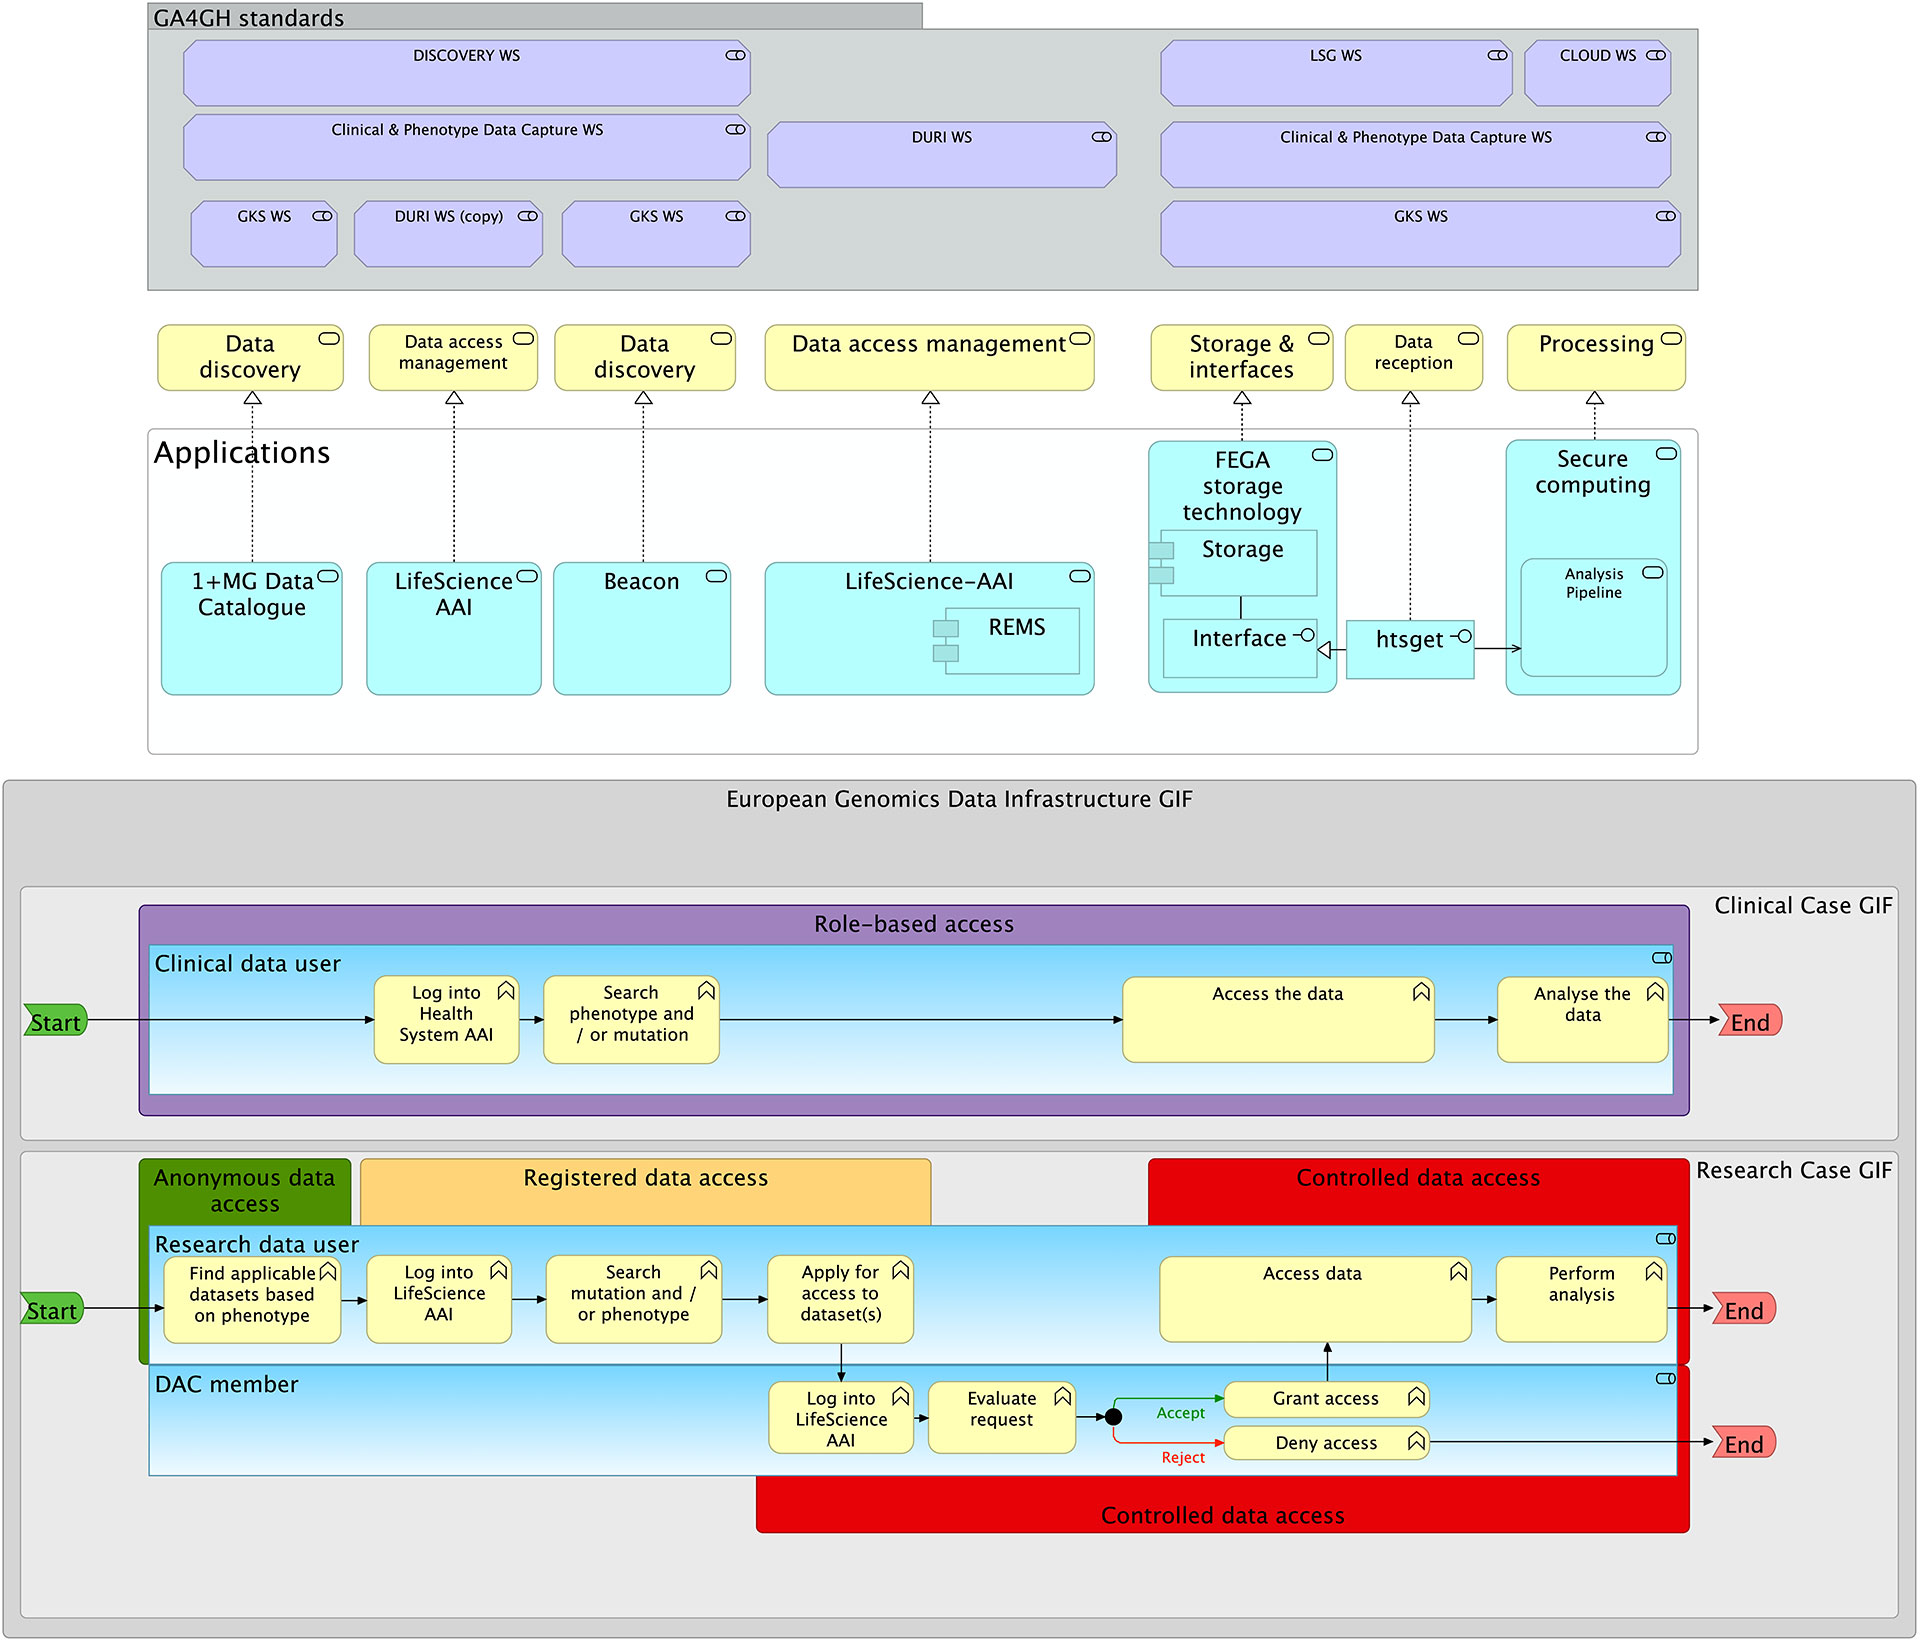 GA4GH standards
DISCOVERY WS
LSG WS
CLOUD WS
Clinical & Phenotype Data Capture WS
DURI WS
Clinical & Phenotype Data Capture WS
GKS WS
DURI WS (copy)
GKS WS
GKS WS
Data
discovery
Data access
management
Data
discovery
Data access management
Storage &
interfaces
Data
reception
Processing
Applications
1+MG Data
Catalogue
LifeScience
AAI
Beacon
LifeScience-AAI
REMS
FEGA
storage
technology
Storage
Interface
htsget
Secure
computing
Analysis
Pipeline
European Genomics Data Infrastructure GIF
Clinical Case GIF
Role-based access
Clinical data user
Start
Log into
Health
System AAI
Search
phenotype and
/ or mutation
Access the data
Analyse the
data
End
Research Case GIF
Anonymous data
access
Registered data access
Controlled data access
Research data user
Start
Find applicable
datasets based
on phenotype
Log into
LifeScience
AAI
Search
mutation and /
or phenotype
Apply for
access to
dataset(s)
Access data
Perform
analysis
End
DAC member
Log into
LifeScience
AAI
Evaluate
request
Accept
Reject
Grant access
Deny access
End
Controlled data access